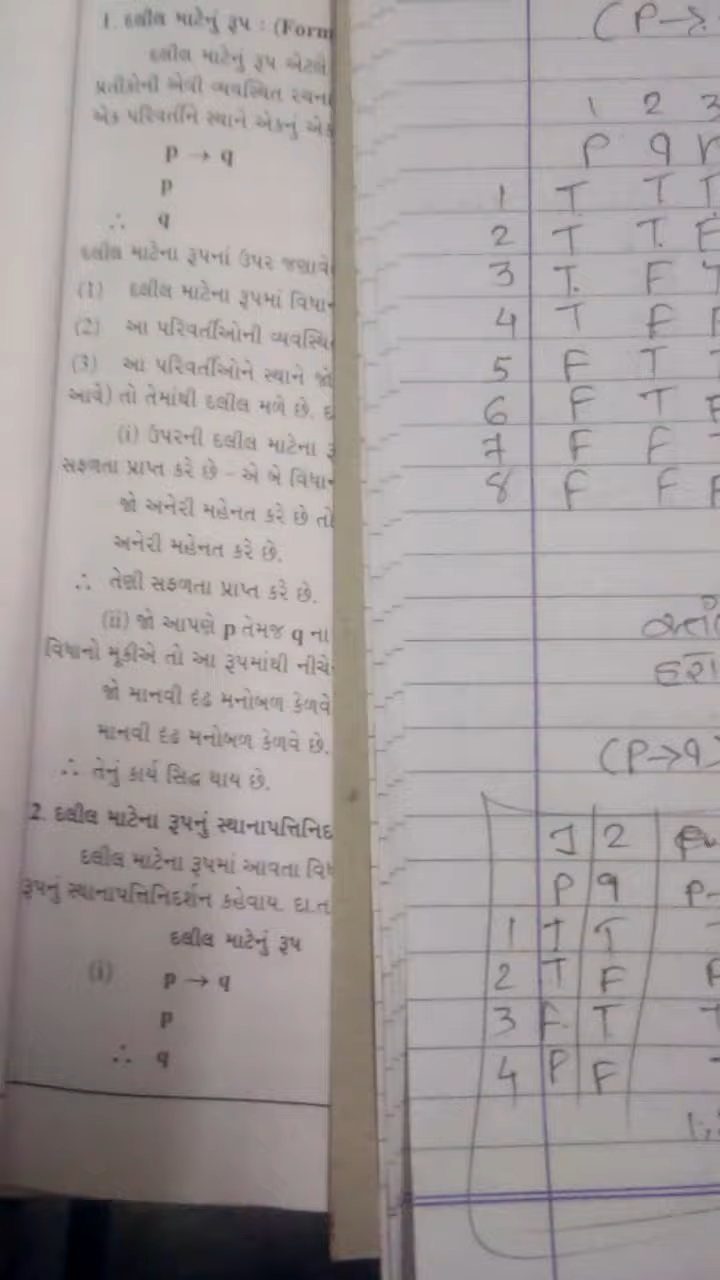 1. દલીલ માટેનું રૂપ : (Form
દલીલ માટેનું રૂપ એટલે
પ્રતીકોની એવી વ્યવસ્થિત રચના
એક પરિવર્તીને સ્થાને એકનું એક
p → q
p
∴ q
દલીલ માટેના રૂપનાં ઉપર જણાવે
(1) દલીલ માટેના રૂપમાં વિધાન
(2) આ પરિવર્તીઓની વ્યવસ્થિ
(3) આ પરિવર્તીઓને સ્થાને જો
આવે) તો તેમાંથી દલીલ મળે છે. દ
(i) ઉપરની દલીલ માટેના રૂ
સફળતા પ્રાપ્ત કરે છે – એ બે વિધાન
જો અનેરી મહેનત કરે છે તો
અનેરી મહેનત કરે છે.
∴ તેણી સફળતા પ્રાપ્ત કરે છે.
(ii) જો આપણે p તેમજ q ના
વિધાનો મૂકીએ તો આ રૂપમાંથી નીચે
જો માનવી દૃઢ મનોબળ કેળવે
માનવી દૃઢ મનોબળ કેળવે છે.
∴ તેનું કાર્ય સિદ્ધ થાય છે.
2. દલીલ માટેના રૂપનું સ્થાનાપત્તિનિદ
દલીલ માટેના રૂપમાં આવતા વિધ
રૂપનું સ્થાનાપત્તિનિદર્શન કહેવાય. દા.ત
દલીલ માટેનું રૂપ
(i) p → q
p
∴ q
(P→
1 2 3
P q r
1 T T T
2 T T. F
3 T. F T
4 T F F
5 F T T
6 F T F
7 F F T
8 F F F
(P→q)
1 2
P q P-
1 T T
2 T F F
3 F. T T
4 P F